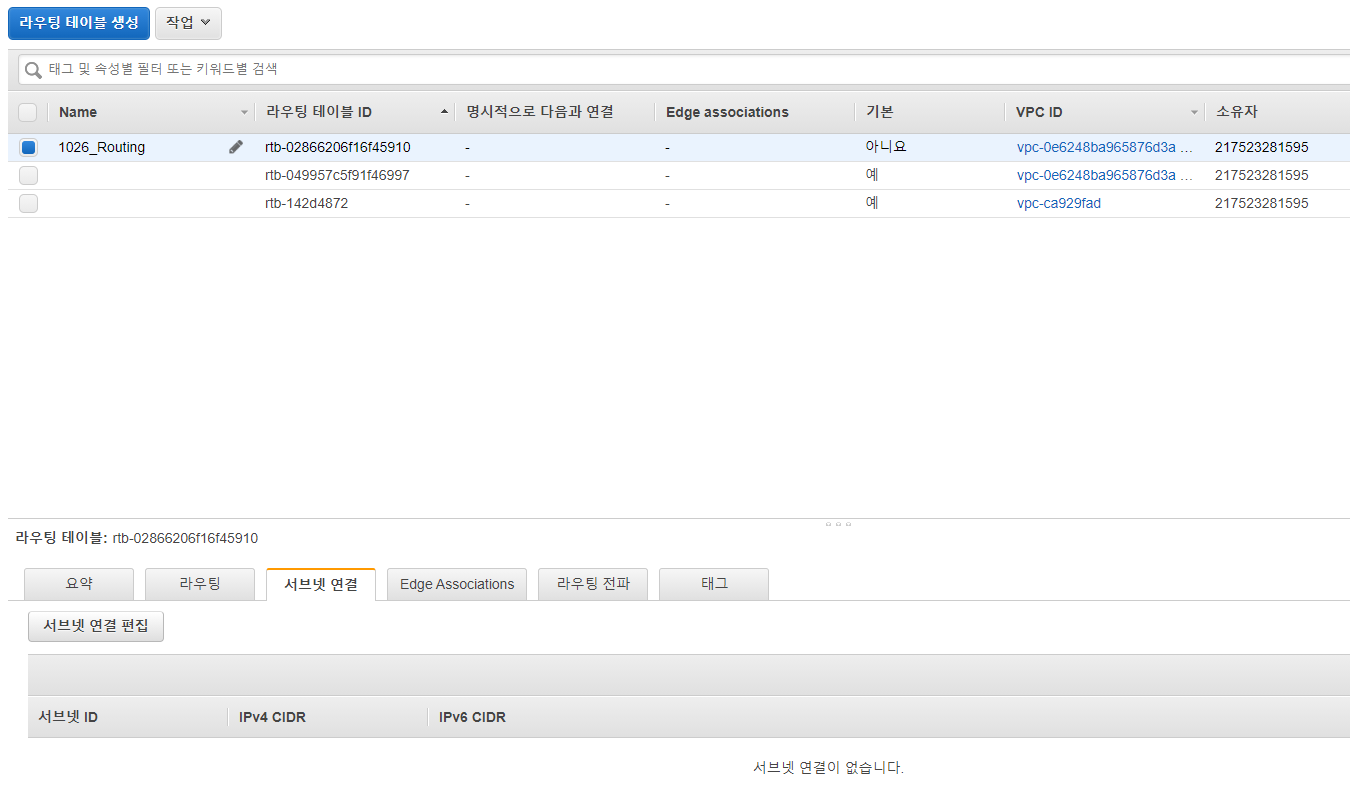 라우팅 테이블 생성 작업
태그 및 속성별 필터 또는 키워드별 검색
Name 라우팅 테이블 ID 명시적으로 다음과 연결 Edge associations 기본 VPC ID 소유자
1026_Routing rtb-02866206f16f45910 - - 아니요 vpc-0e6248ba965876d3a ... 217523281595
rtb-049957c5f91f46997 - - 예 vpc-0e6248ba965876d3a ... 217523281595
rtb-142d4872 - - 예 vpc-ca929fad 217523281595
라우팅 테이블: rtb-02866206f16f45910
요약 라우팅 서브넷 연결 Edge Associations 라우팅 전파 태그
서브넷 연결 편집
서브넷 ID IPv4 CIDR IPv6 CIDR
서브넷 연결이 없습니다.